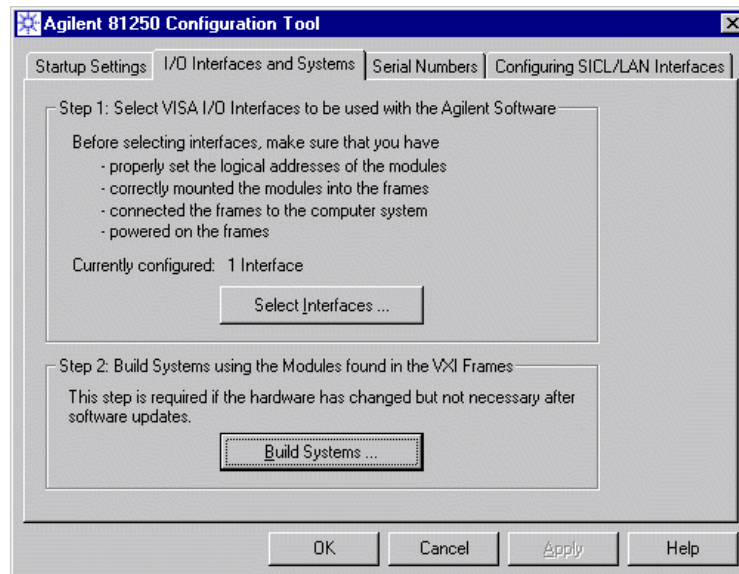 Agilent 81250 Configuration Tool
Startup Settings I/O Interfaces and Systems Serial Numbers Configuring SICL/LAN Interfaces
Step 1: Select VISA I/O Interfaces to be used with the Agilent Software
Before selecting interfaces, make sure that you have
- properly set the logical addresses of the modules
- correctly mounted the modules into the frames
- connected the frames to the computer system
- powered on the frames
Currently configured: 1 Interface
Select Interfaces ...
Step 2: Build Systems using the Modules found in the VXI Frames
This step is required if the hardware has changed but not necessary after
software updates.
Build Systems ...
OK Cancel Apply Help